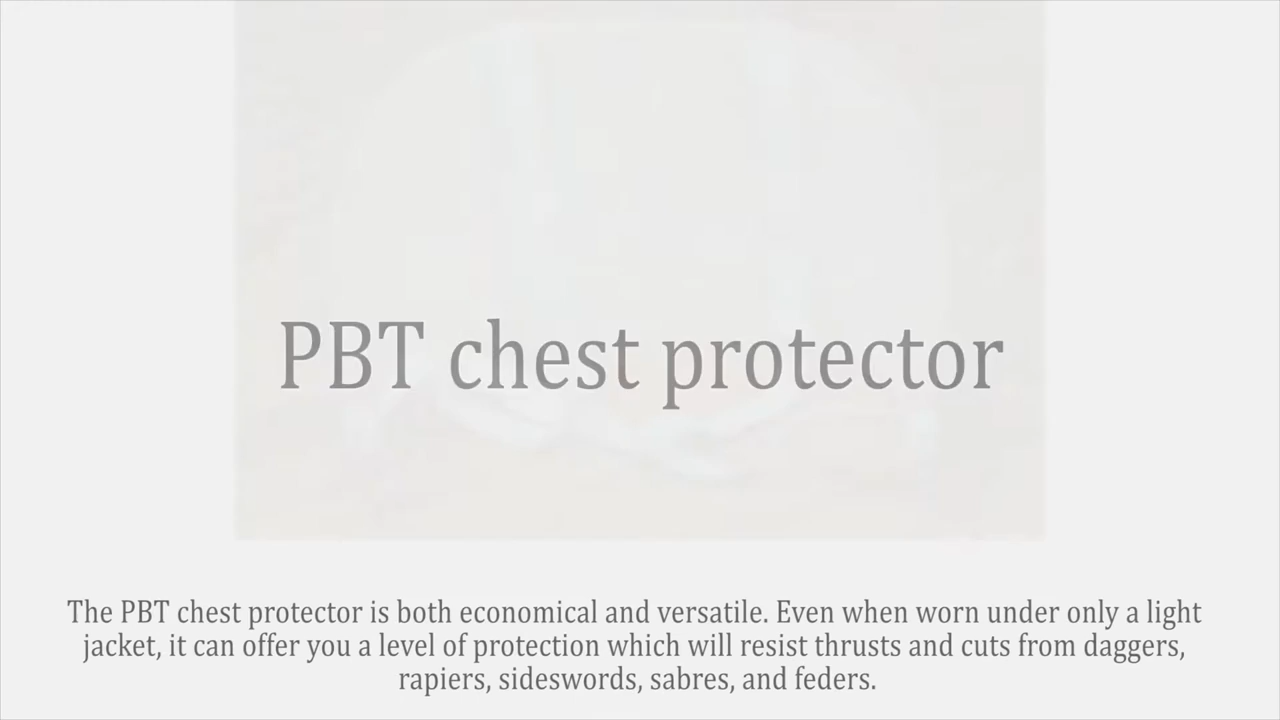 PBT chest protector
The PBT chest protector is both economical and versatile. Even when worn under only a light
jacket, it can offer you a level of protection which will resist thrusts and cuts from daggers,
rapiers, sideswords, sabres, and feders.